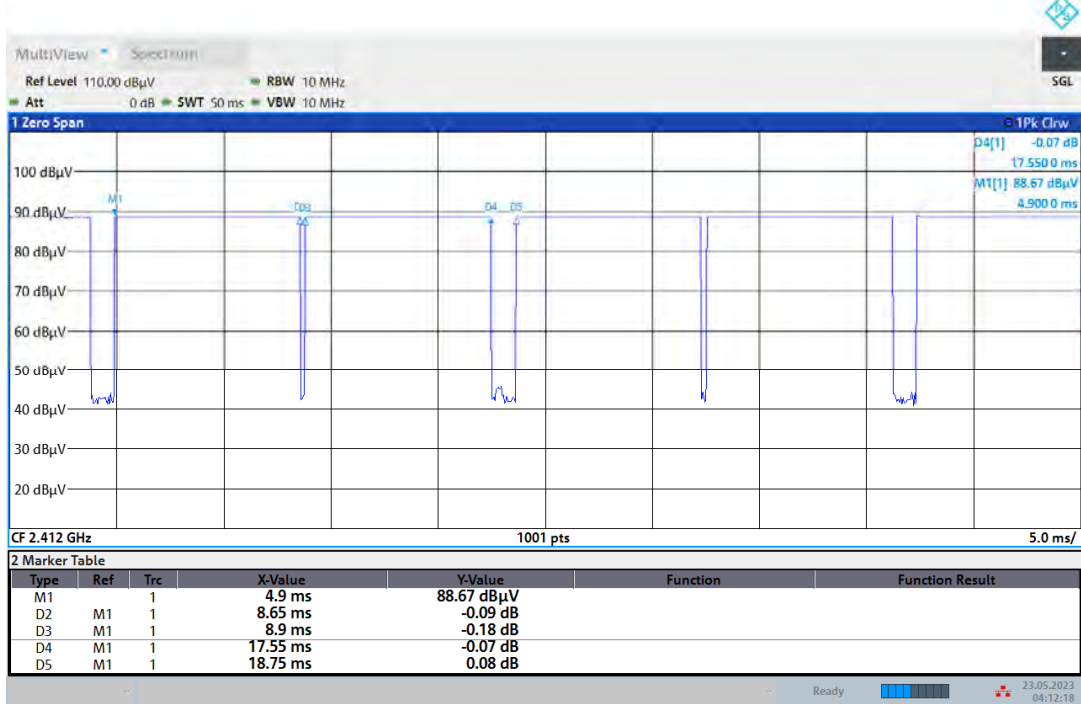 MultiView Spectrum
Ref Level 110.00 dBµV RBW 10 MHz
SGL
Att 0 dB SWT 50 ms VBW 10 MHz
1 Zero Span 1Pk Clrw
D4[1] -0.07 dB
17.550 0 ms
M1[1] 88.67 dBµV
4.900 0 ms
100 dBµV
M1
D3
D4 D5
90 dBµV
80 dBµV
70 dBµV
60 dBµV
50 dBµV
40 dBµV
30 dBµV
20 dBµV
CF 2.412 GHz 1001 pts 5.0 ms/
2 Marker Table
Type Ref Trc X-Value Y-Value Function Function Result
M1 1 4.9 ms 88.67 dBµV
D2 M1 1 8.65 ms -0.09 dB
D3 M1 1 8.9 ms -0.18 dB
D4 M1 1 17.55 ms -0.07 dB
D5 M1 1 18.75 ms 0.08 dB
Ready 23.05.2023
04:12:18